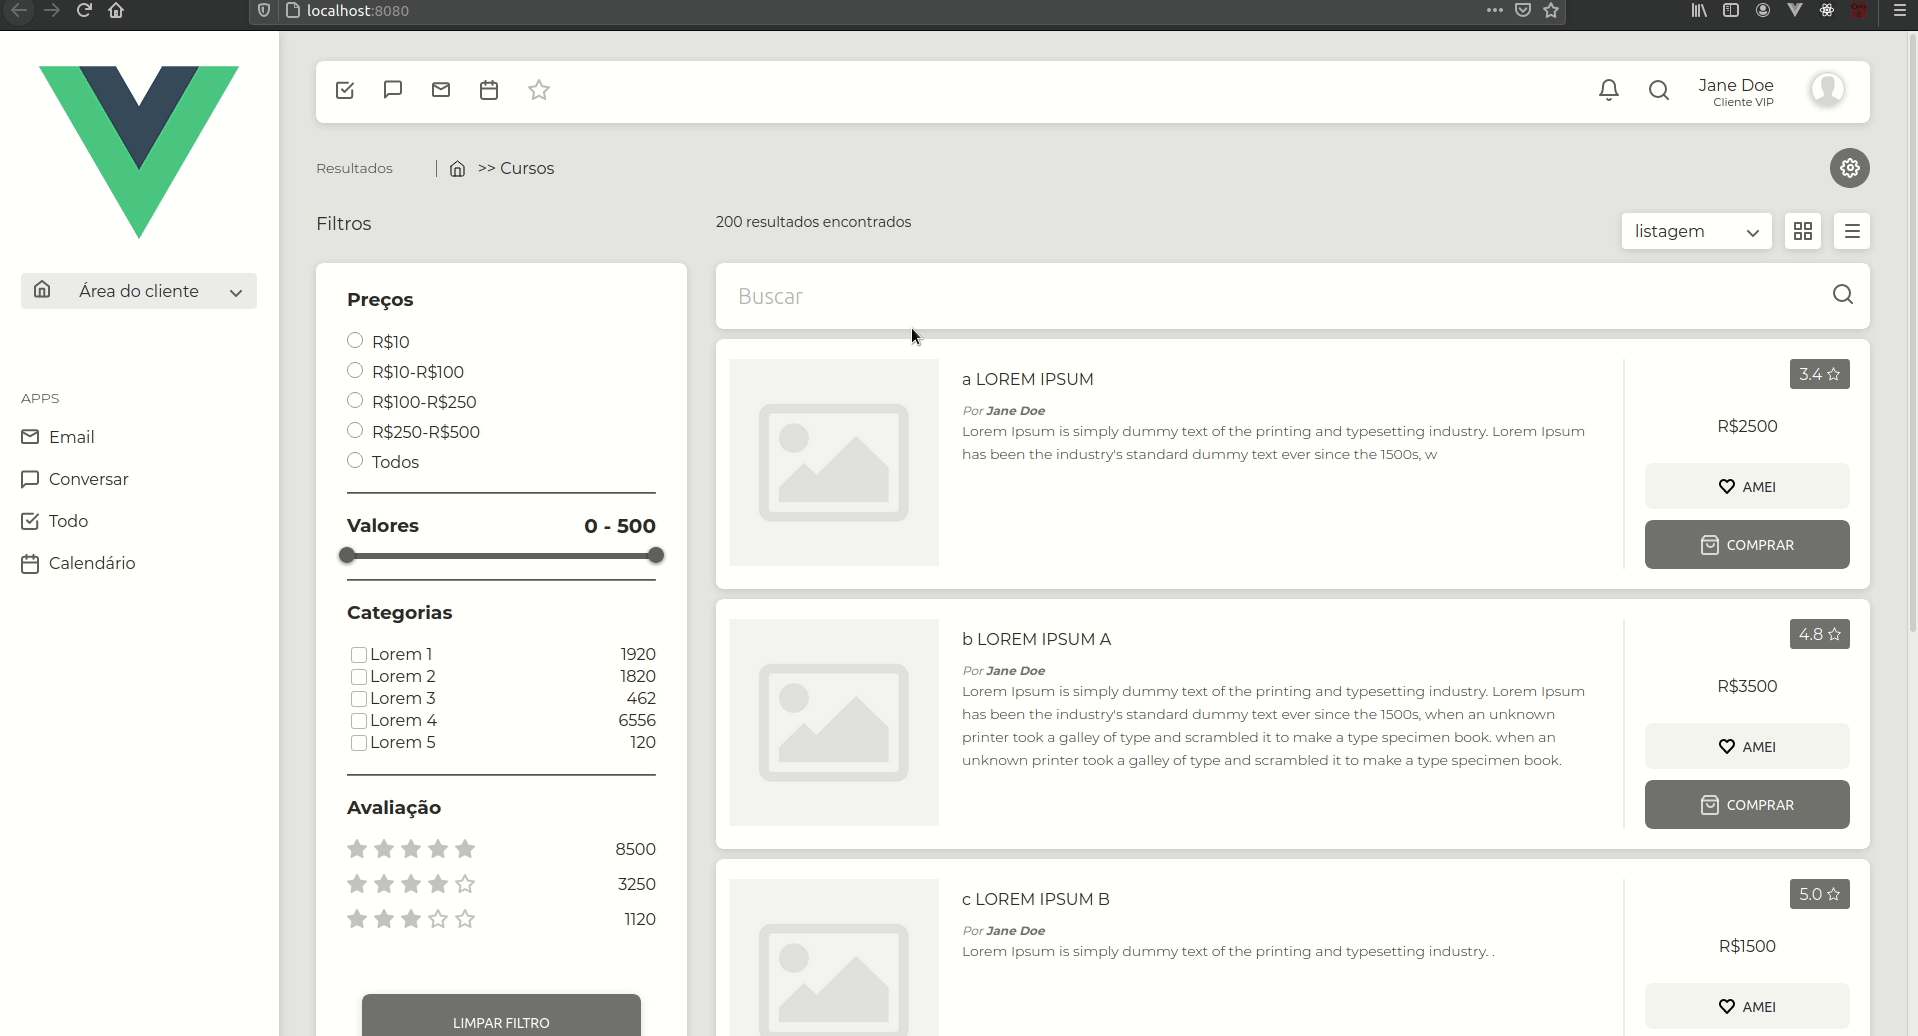 localhost:8080
Jane Doe
Cliente VIP
Resultados
>> Cursos
Filtros
200 resultados encontrados
listagem
Área do cliente
APPS
Email
Conversar
Todo
Calendário
Preços
R$10
R$10-R$100
R$100-R$250
R$250-R$500
Todos
Valores 0 - 500
Categorias
Lorem 1 1920
Lorem 2 1820
Lorem 3 462
Lorem 4 6556
Lorem 5 120
Avaliação
8500
3250
1120
LIMPAR FILTRO
Buscar
a LOREM IPSUM
Por Jane Doe
Lorem Ipsum is simply dummy text of the printing and typesetting industry. Lorem Ipsum
has been the industry's standard dummy text ever since the 1500s, w
3.4
R$2500
AMEI
COMPRAR
b LOREM IPSUM A
Por Jane Doe
Lorem Ipsum is simply dummy text of the printing and typesetting industry. Lorem Ipsum
has been the industry's standard dummy text ever since the 1500s, when an unknown
printer took a galley of type and scrambled it to make a type specimen book. when an
unknown printer took a galley of type and scrambled it to make a type specimen book.
4.8
R$3500
AMEI
COMPRAR
c LOREM IPSUM B
Por Jane Doe
Lorem Ipsum is simply dummy text of the printing and typesetting industry. .
5.0
R$1500
AMEI